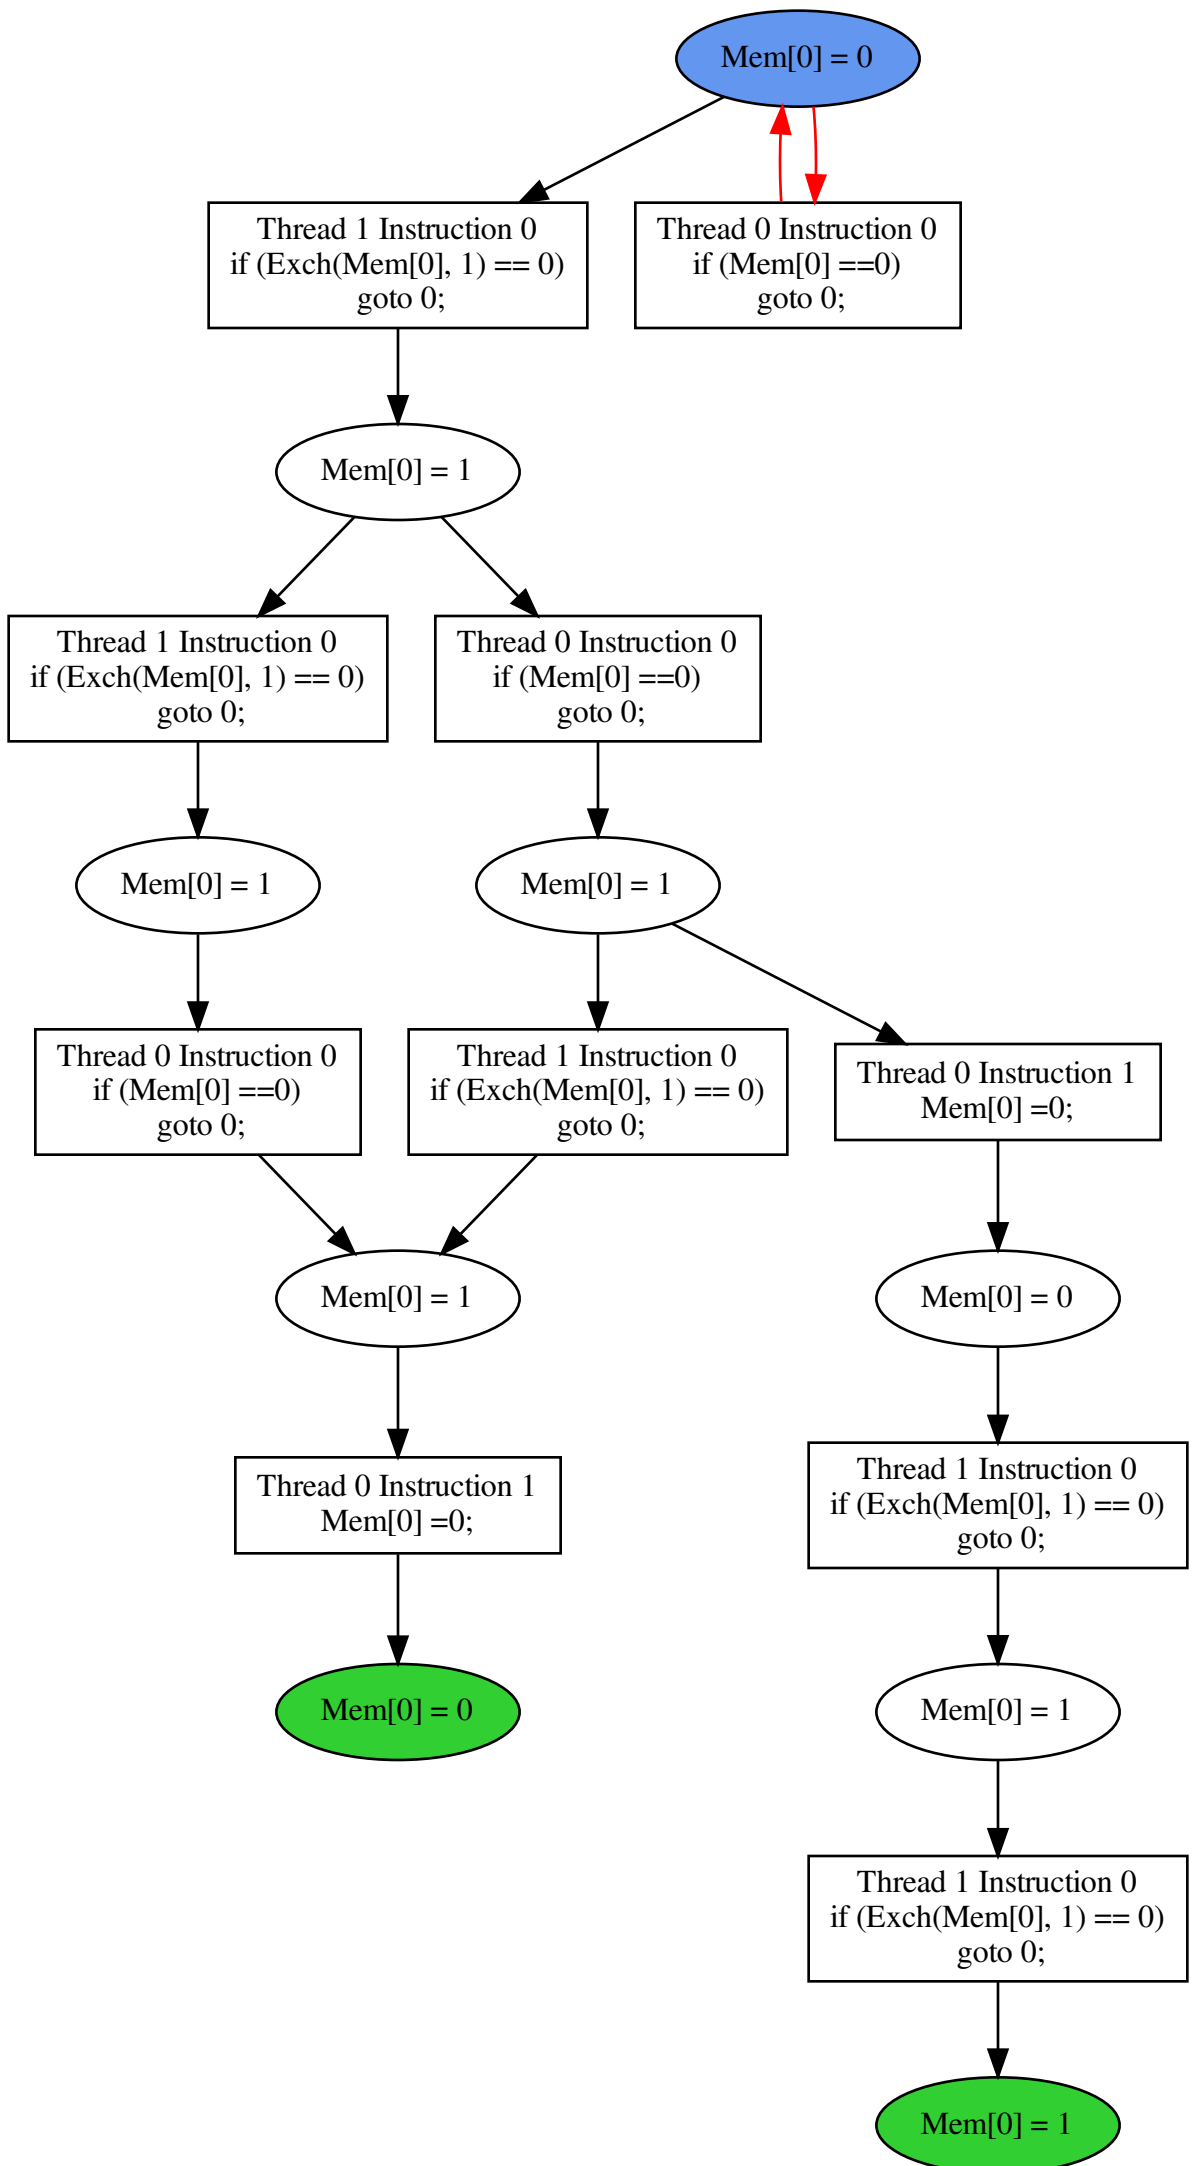 Mem[0] = 0
Thread 1 Instruction 0
if (Exch(Mem[0], 1) == 0)
goto 0;
Thread 0 Instruction 0
if (Mem[0] ==0)
goto 0;
Mem[0] = 1
Thread 1 Instruction 0
if (Exch(Mem[0], 1) == 0)
goto 0;
Thread 0 Instruction 0
if (Mem[0] ==0)
goto 0;
Mem[0] = 1
Mem[0] = 1
Thread 0 Instruction 0
if (Mem[0] ==0)
goto 0;
Thread 1 Instruction 0
if (Exch(Mem[0], 1) == 0)
goto 0;
Thread 0 Instruction 1
Mem[0] =0;
Mem[0] = 1
Mem[0] = 0
Thread 0 Instruction 1
Mem[0] =0;
Thread 1 Instruction 0
if (Exch(Mem[0], 1) == 0)
goto 0;
Mem[0] = 0
Mem[0] = 1
Thread 1 Instruction 0
if (Exch(Mem[0], 1) == 0)
goto 0;
Mem[0] = 1